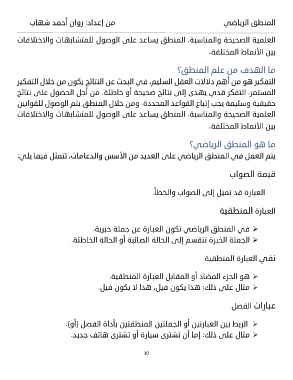 المنطق الرياضي من إعداد: روان أحمد شهاب
العلمية الصحيحة والمناسبة، المنطق يساعد على الوصول للمتشابهات والاختلافات
بين الأنماط المختلفة.
ما الهدف من علم المنطق؟
التفكير هو من أهم دلالات العقل السليم، في البحث عن النتائج يكون من خلال التفكير
المستمر، التفكر قدي يهدى إلى نتائج صحيحة أو خاطئة، من أجل الحصول على نتائج
حقيقية وسليمة يجب إتباع القواعد المحددة، ومن خلال المنطق يتم الوصول للقوانين
العلمية الصحيحة والمناسبة، المنطق يساعد على الوصول للمتشابهات والاختلافات
بين الأنماط المختلفة.
ما هو المنطق الرياضي؟
يتم العمل في المنطق الرياضي على العديد من الأسس والدعامات، تتمثل فيما يلي:
قيمة الصواب
العبارة قد تميل إلى الصواب والخطأ.
العبارة المنطقية
➢ في المنطق الرياضي تكون العبارة عن جملة خبرية.
➢ الجملة الخبرة تنقسم إلى الحالة الصائبة أو الحالة الخاطئة.
نفي العبارة المنطقية
➢ هو الجزء المضاد أو المقابل العبارة المنطقية.
➢ مثال على ذلك: هذا يكون فيل، هذا لا يكون فيل.
عبارات الفصل
➢ الربط بين العبارتين أو الجملتين المنطقتين بأداة الفصل (أو).
➢ مثال على ذلك: إما أن تشترى سيارة أو تشترى هاتف جديد.
10